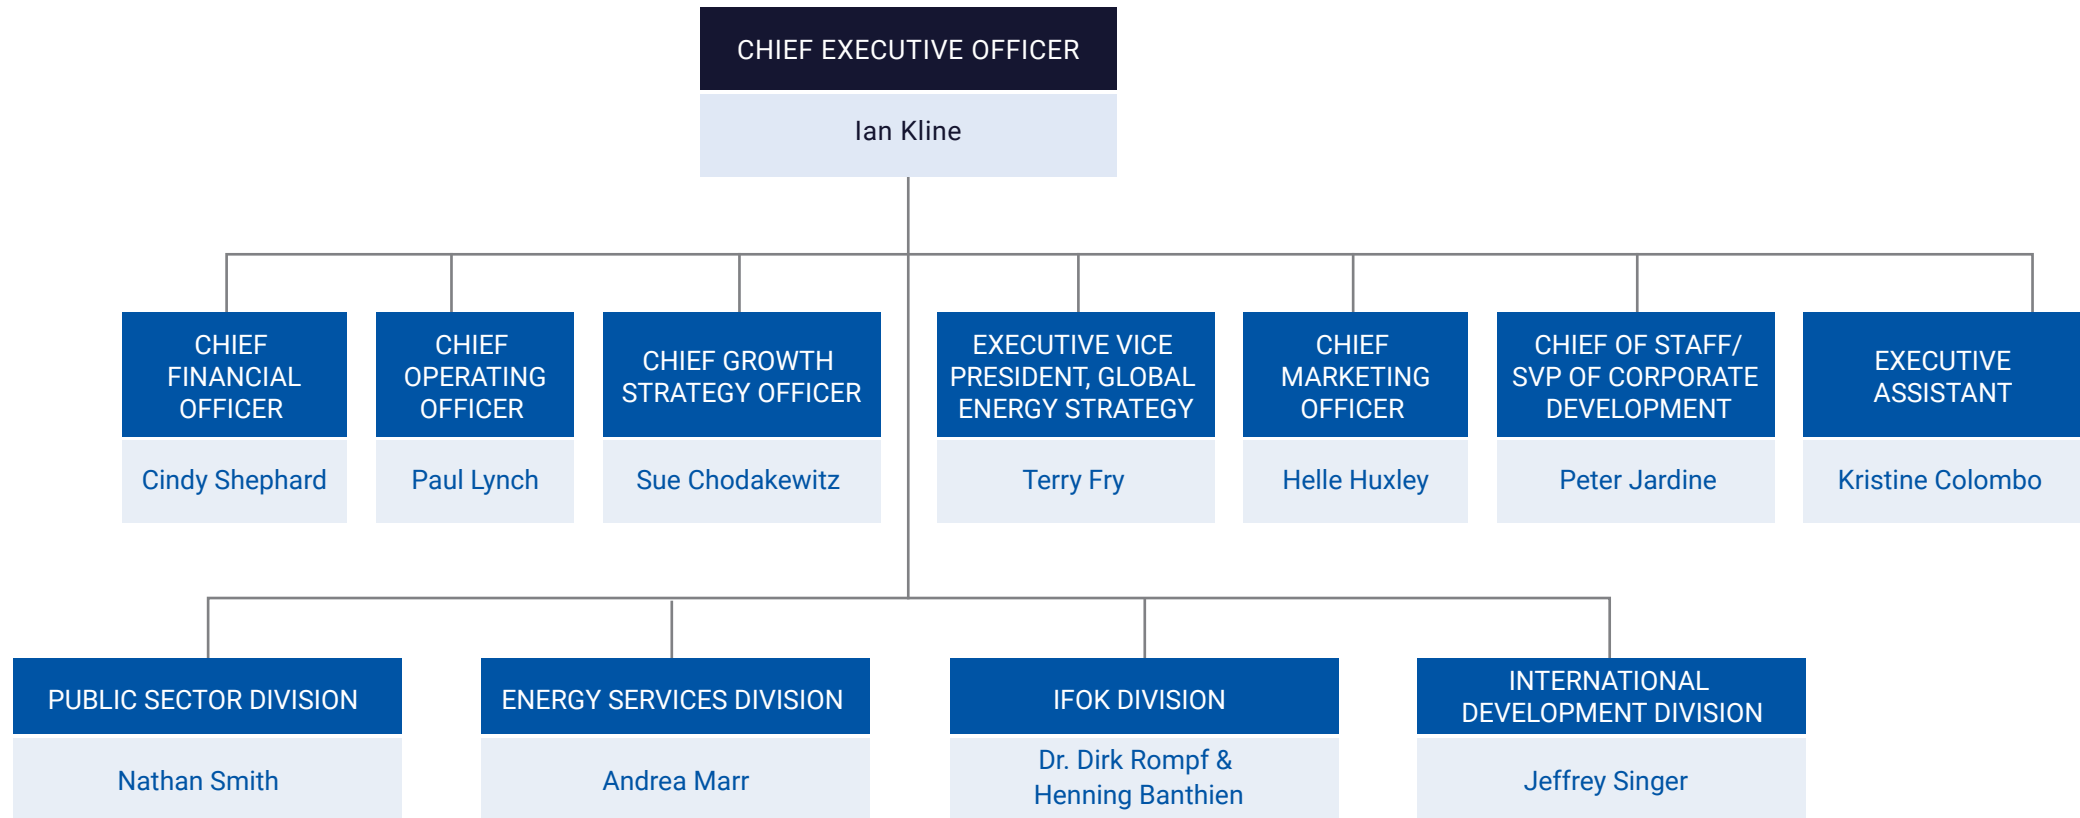 CHIEF EXECUTIVE OFFICER
Ian Kline
CHIEF
FINANCIAL
OFFICER
Cindy Shephard
CHIEF
OPERATING
OFFICER
Paul Lynch
CHIEF GROWTH
STRATEGY OFFICER
Sue Chodakewitz
EXECUTIVE VICE
PRESIDENT, GLOBAL
ENERGY STRATEGY
Terry Fry
CHIEF
MARKETING
OFFICER
Helle Huxley
CHIEF OF STAFF/
SVP OF CORPORATE
DEVELOPMENT
Peter Jardine
EXECUTIVE
ASSISTANT
Kristine Colombo
PUBLIC SECTOR DIVISION
Nathan Smith
ENERGY SERVICES DIVISION
Andrea Marr
IFOK DIVISION
Dr. Dirk Rompf &
Henning Banthien
INTERNATIONAL
DEVELOPMENT DIVISION
Jeffrey Singer